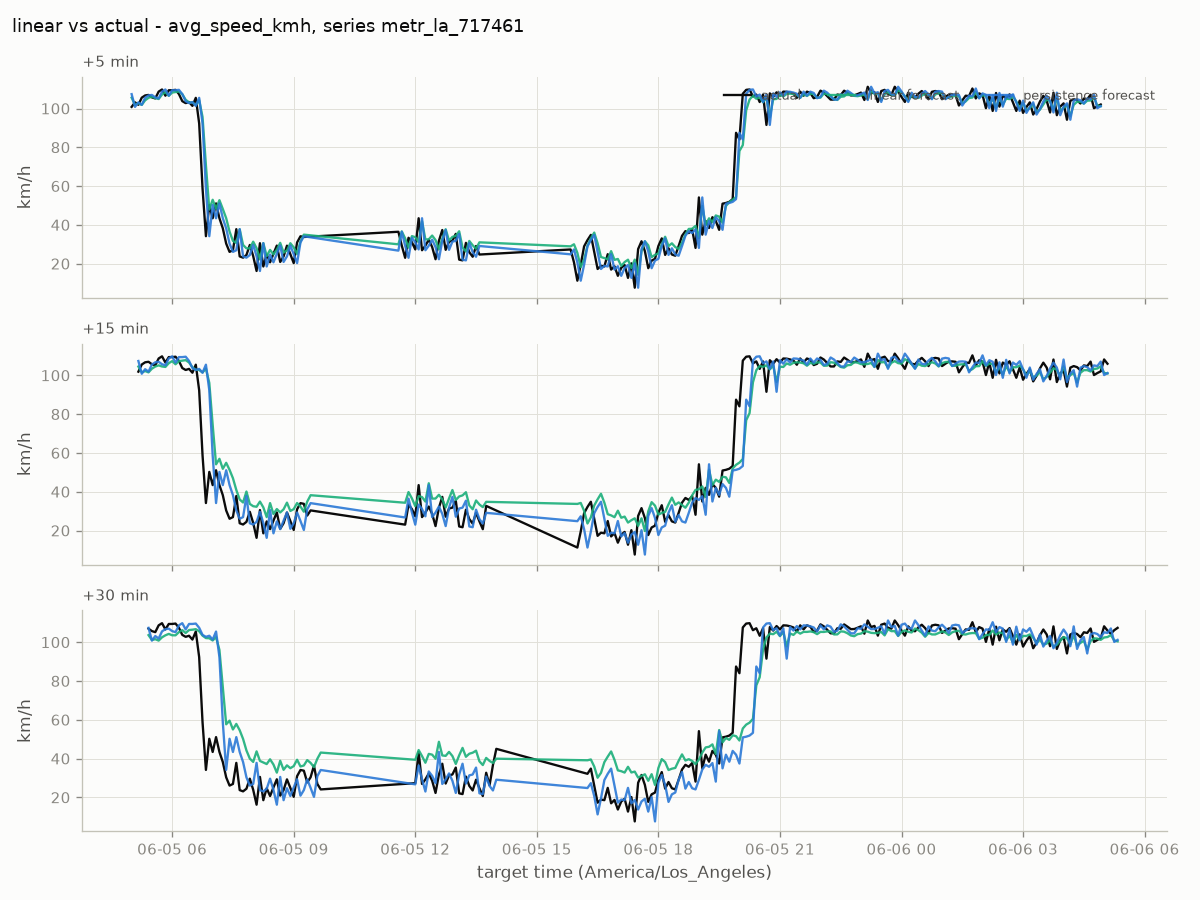 linear vs actual - avg_speed_kmh, series metr_la_717461
+5 min
actual
linear forecast
persistence forecast
100
80
60
40
20
km/h
+15 min
100
80
60
40
20
km/h
+30 min
100
80
60
40
20
km/h
06-05 06
06-05 09
06-05 12
06-05 15
06-05 18
06-05 21
06-06 00
06-06 03
06-06 06
target time (America/Los_Angeles)